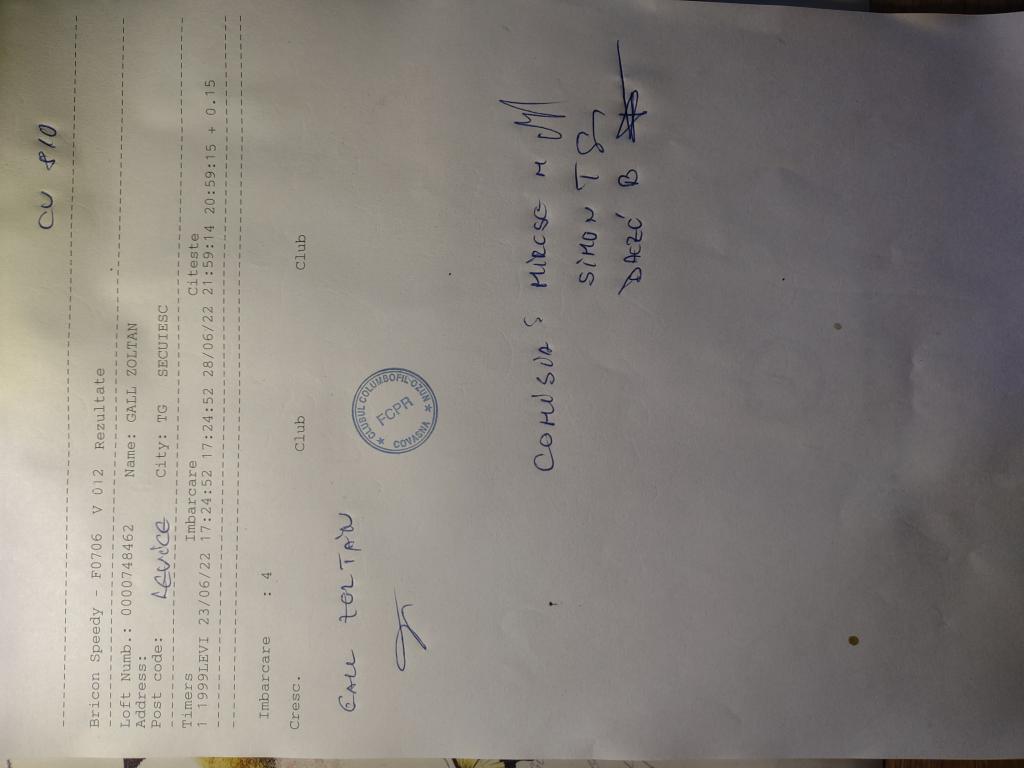 CU 810
Bricon Speedy - F0706 V 012 Rezultate
Loft Numb.: 0000748462 Name: GALL ZOLTAN
Address:
Post code: City: TG SECUIESC
Timers Imbarcare Citeste
1 1999LEVI 23/06/22 17:24:52 17:24:52 28/06/22 21:59:14 20:59:15 + 0.15
Imbarcare : 4
Cresc. Club Club
GALL ZOLTAN
CLUBUL COLUMBOFIL-OZIN
FCPR
COVASNA
MIRCSE M
SIMON T
DACZÓ B